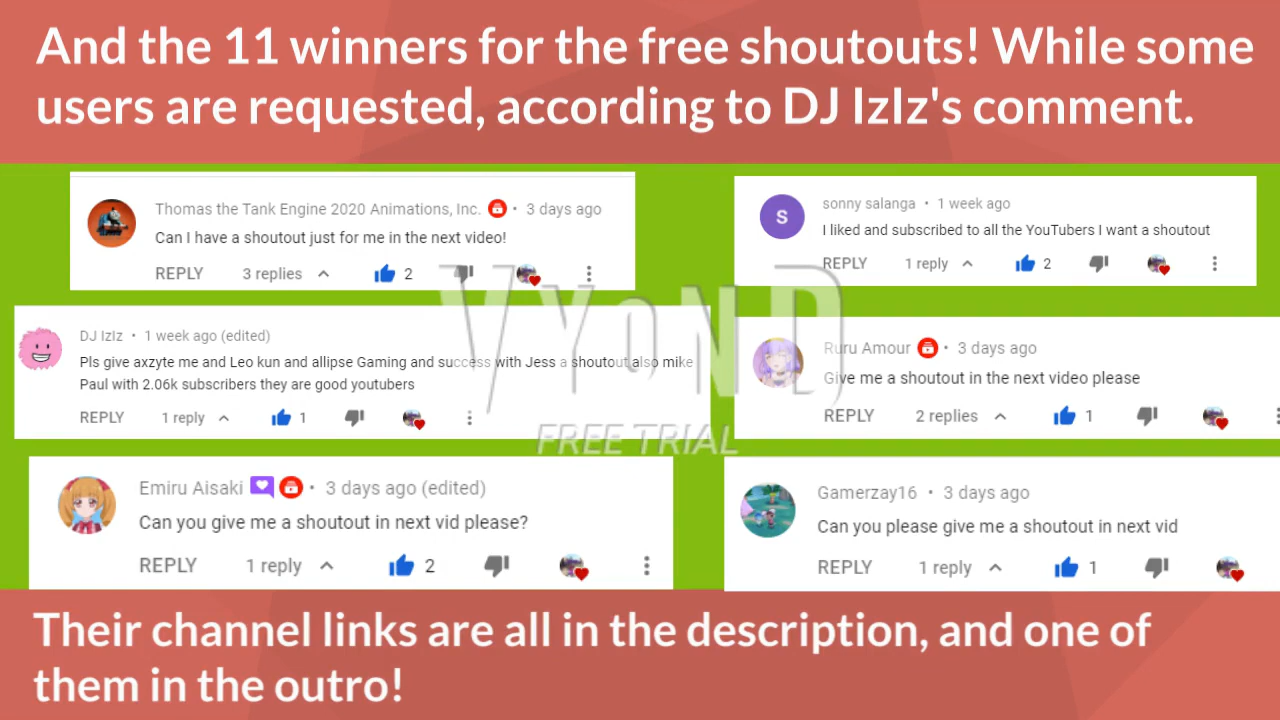 And the 11 winners for the free shoutouts! While some
users are requested, according to DJ IzIz's comment.
Thomas the Tank Engine 2020 Animations, Inc. • 3 days ago
Can I have a shoutout just for me in the next video!
REPLY 3 replies 2
sonny salanga • 1 week ago
S
I liked and subscribed to all the YouTubers I want a shoutout
REPLY 1 reply 2
DJ IzIz • 1 week ago (edited)
Pls give axzyte me and Leo kun and allipse Gaming and success with Jess a shoutout also mike
Paul with 2.06k subscribers they are good youtubers
REPLY 1 reply 1
Ruru Amour • 3 days ago
Give me a shoutout in the next video please
REPLY 2 replies 1
VYOND
FREE TRIAL
Emiru Aisaki • 3 days ago (edited)
Can you give me a shoutout in next vid please?
REPLY 1 reply 2
Gamerzay16 • 3 days ago
Can you please give me a shoutout in next vid
REPLY 1 reply 1
Their channel links are all in the description, and one of
them in the outro!